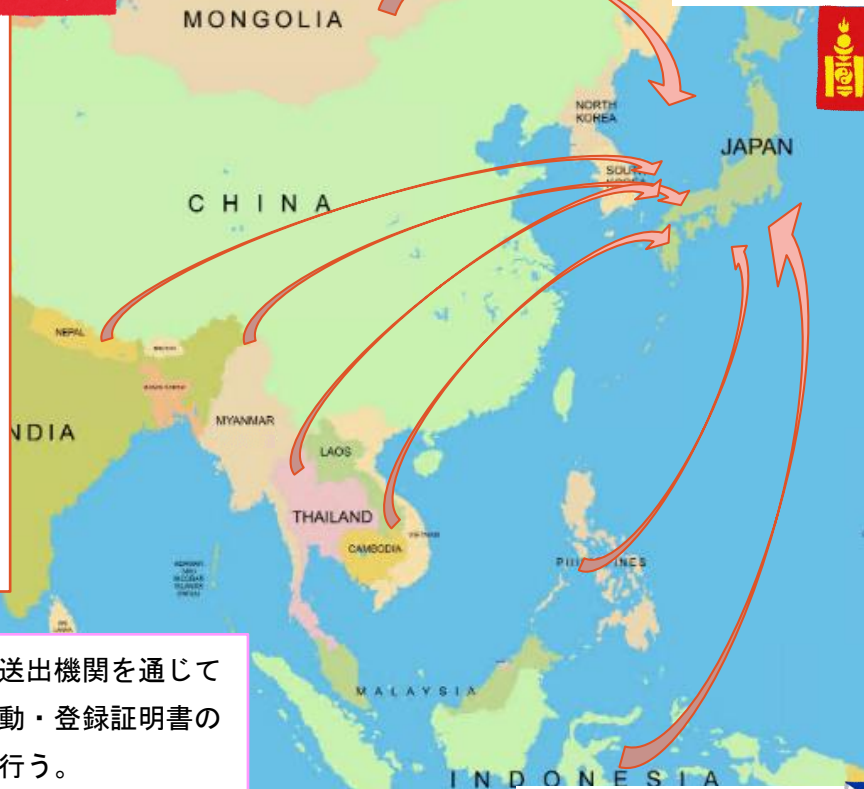 MONGOLIA
NORTH
KOREA
JAPAN
CHINA
NEPAL
NDIA
MYANMAR
LAOS
THAILAND
CAMBODIA
VIETNAM
MALAYSIA
INDONESIA
送出機関を通じて
動・登録証明書の
行う。